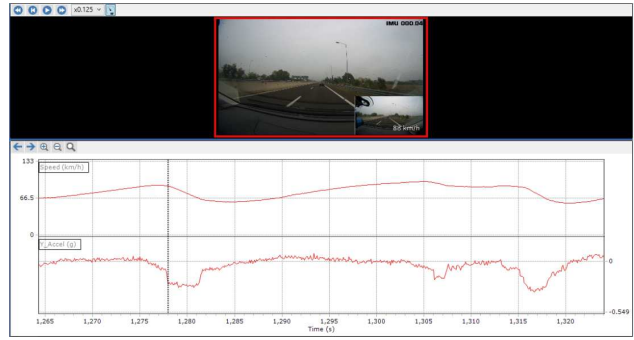 x0.125
IMU 000.04
88 km/h
133
Speed (km/h)
66.5
0
Y_Accel (g)
0
-0.549
1,265 1,270 1,275 1,280 1,285 1,290 1,295 1,300 1,305 1,310 1,315 1,320
Time (s)